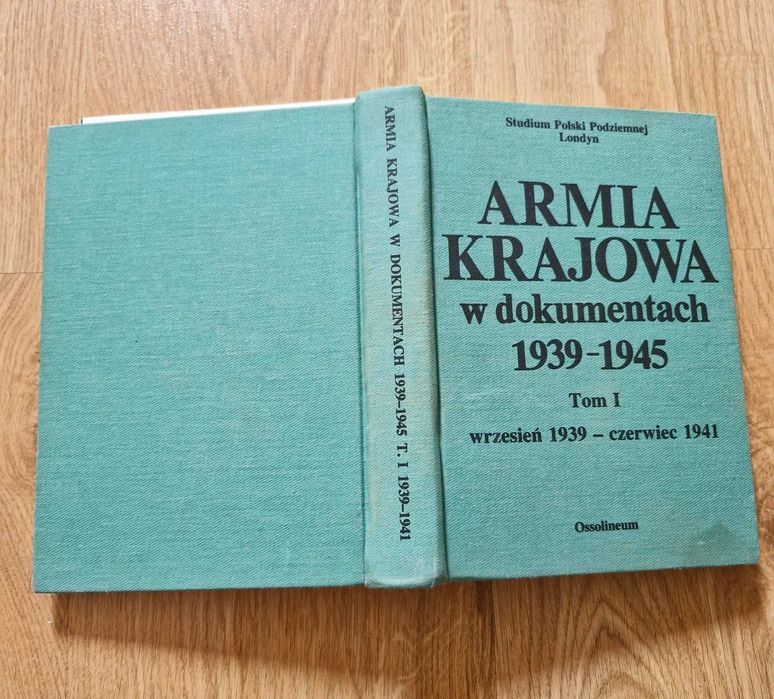 ARMIA KRAJOWA W DOKUMENTACH 1939–1945 T. I 1939–1941
Studium Polski Podziemnej
Londyn
ARMIA
KRAJOWA
w dokumentach
1939–1945
Tom I
wrzesień 1939 – czerwiec 1941
Ossolineum